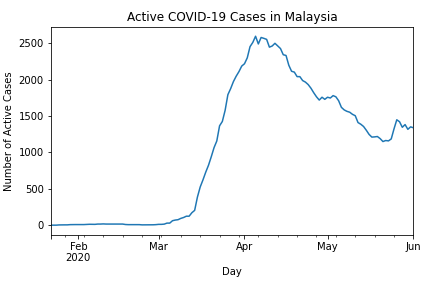 Active COVID-19 Cases in Malaysia
Number of Active Cases
2500
2000
1500
1000
500
0
Feb Mar Apr May Jun
2020
Day